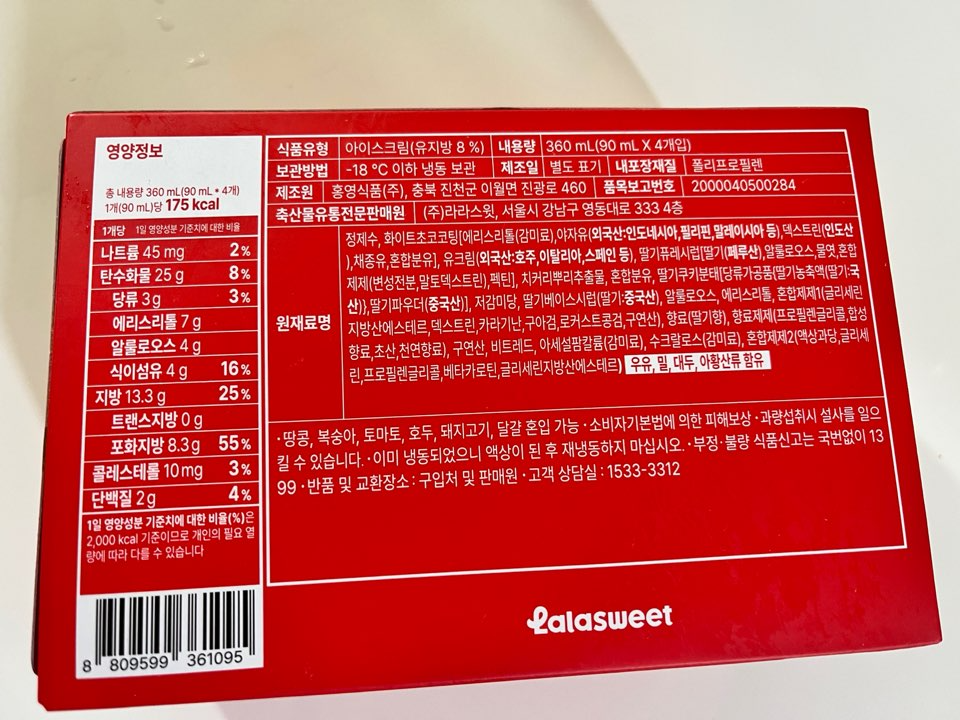 영양정보
총 내용량 360 mL(90 mL * 4개)
1개(90 mL)당 175 kcal
1개당 1일 영양성분 기준치에 대한 비율
나트륨 45 mg 2%
탄수화물 25 g 8%
당류 3 g 3%
에리스리톨 7 g
알룰로오스 4 g
식이섬유 4 g 16%
지방 13.3 g 25%
트랜스지방 0 g
포화지방 8.3 g 55%
콜레스테롤 10 mg 3%
단백질 2 g 4%
1일 영양성분 기준치에 대한 비율(%)은
2,000 kcal 기준이므로 개인의 필요 열
량에 따라 다를 수 있습니다
8 809599 361095
식품유형 아이스크림(유지방 8 %) 내용량 360 mL(90 mL X 4개입)
보관방법 -18 °C 이하 냉동 보관 제조일 별도 표기 내포장재질 폴리프로필렌
제조원 홍영식품(주), 충북 진천군 이월면 진광로 460 품목보고번호 2000040500284
축산물유통전문판매원 (주)라라스윗, 서울시 강남구 영동대로 333 4층
원재료명
정제수, 화이트초코코팅[에리스리톨(감미료),야자유(외국산:인도네시아,필리핀,말레이시아 등),덱스트린(인도산
),채종유,혼합분유], 유크림(외국산:호주,이탈리아,스페인 등), 딸기퓨레시럽[딸기(페루산),알룰로오스,물엿,혼합
제제(변성전분,말토덱스트린),펙틴], 치커리뿌리추출물, 혼합분유, 딸기쿠키분태[당류가공품{딸기농축액(딸기:국
산)},딸기파우더(중국산)], 저감미당, 딸기베이스시럽(딸기:중국산), 알룰로오스, 에리스리톨, 혼합제제1(글리세린
지방산에스테르,덱스트린,카라기난,구아검,로커스트콩검,구연산), 향료(딸기향), 향료제제(프로필렌글리콜,합성
향료,초산,천연향료), 구연산, 비트레드, 아세설팜칼륨(감미료), 수크랄로스(감미료), 혼합제제2(액상과당,글리세
린,프로필렌글리콜,베타카로틴,글리세린지방산에스테르) 우유, 밀, 대두, 아황산류 함유
·땅콩, 복숭아, 토마토, 호두, 돼지고기, 달걀 혼입 가능 ·소비자기본법에 의한 피해보상 ·과량섭취시 설사를 일으
킬 수 있습니다. ·이미 냉동되었으니 액상이 된 후 재냉동하지 마십시오. ·부정·불량 식품신고는 국번없이 13
99 ·반품 및 교환장소 : 구입처 및 판매원 ·고객 상담실 : 1533-3312
Lalasweet